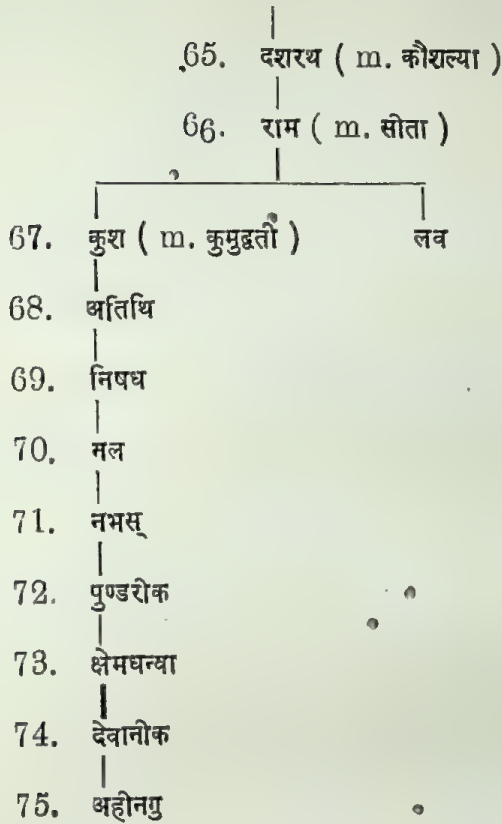 65. दशरथ ( m. कौशल्या )
66. राम ( m. सीता )
67. कुश ( m. कुमुद्वती ) लव
68. अतिथि
69. निषध
70. नल
71. नभस्
72. पुण्डरीक
73. क्षेमधन्वा
74. देवानीक
75. अहीनगु